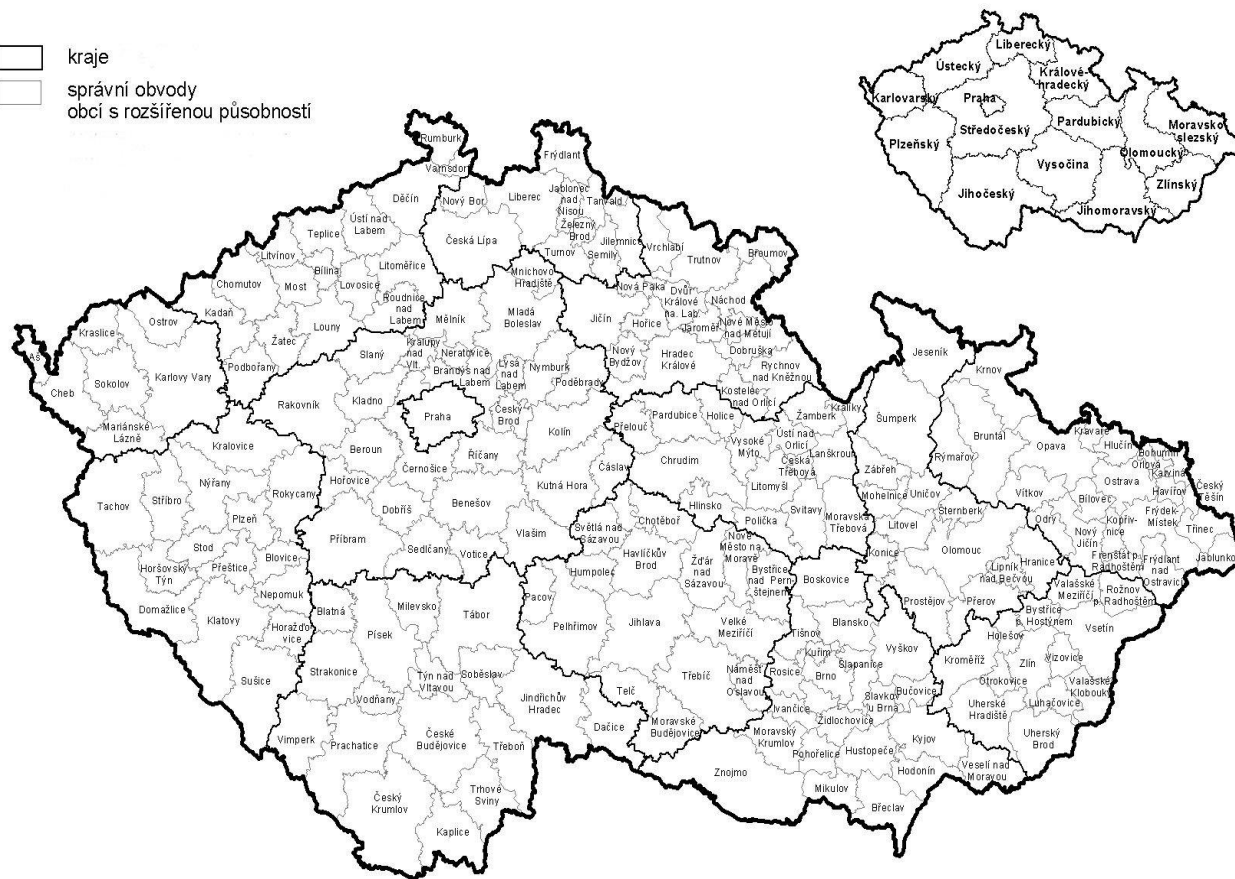 kraje
správní obvody
obcí s rozšířenou působností
Liberecký
Ústecký
Králové-
hradecký
Karlovarský
Praha
Pardubický
Moravsko
slezský
Středočeský
Plzeňský
Olomoucký
Vysočina
Zlínský
Jihočeský
Jihomoravský
Rumburk
Varnsdorf
Frýdlant
Děčín
Nový Bor
Liberec
Jablonec
nad
Nisou
Tanvald
Ústí nad
Labem
Teplice
Česká Lípa
Železný
Brod
Jilemnice
Turnov
Semily
Vrchlabí
Trutnov
Broumov
Litvínov
Bílina
Litoměřice
Chomutov
Most
Lovosice
Roudnice
nad
Labem
Mnichovo
Hradiště
Nová Paka
Dvůr
Králové
na Lab.
Náchod
Kadaň
Louny
Mělník
Mladá
Boleslav
Jičín
Hořice
Jaroměř
Nové Město
nad Metují
Ostrov
Kraslice
Žatec
Podbořany
Slaný
Kralupy
nad
Vlt.
Neratovice
Brandýs nad
Labem
Lysá
nad
Labem
Nymburk
Poděbrady
Nový
Bydžov
Hradec
Králové
Dobruška
Rychnov
nad Kněžnou
Kostelec
nad Orlicí
Jeseník
Krnov
Aš
Cheb
Sokolov
Karlovy Vary
Mariánské
Lázně
Rakovník
Kladno
Praha
Český
Brod
Kolín
Pardubice
Holice
Přelouč
Žamberk
Králíky
Šumperk
Bruntál
Rýmařov
Opava
Kravaře
Hlučín
Bohumín
Orlová
Karviná
Kralovice
Beroun
Říčany
Černošice
Hořovice
Čáslav
Kutná Hora
Chrudim
Vysoké
Mýto
Ústí nad
Orlicí
Česká
Třebová
Lanškroun
Litomyšl
Zábřeh
Mohelnice
Uničov
Šternberk
Vítkov
Ostrava
Havířov
Český
Těšín
Bílovec
Tachov
Stříbro
Nýřany
Plzeň
Rokycany
Dobříš
Benešov
Vlašim
Hlinsko
Polička
Svitavy
Moravská
Třebová
Litovel
Olomouc
Odry
Nový
Jičín
Kopřiv-
nice
Frýdek-
Místek
Třinec
Stod
Přeštice
Blovice
Příbram
Sedlčany
Votice
Světlá nad
Sázavou
Chotěboř
Havlíčkův
Brod
Žďár
nad
Sázavou
Nové
Město na
Moravě
Bystřice
nad Pern-
štejnem
Boskovice
Konice
Lipník
nad Bečvou
Hranice
Frenštát p.
Radhoštěm
Frýdlant
nad
Ostravicí
Jablunko
Horšovský
Týn
Nepomuk
Domažlice
Klatovy
Horažďo
vice
Blatná
Milevsko
Tábor
Písek
Pacov
Humpolec
Pelhřimov
Jihlava
Velké
Meziříčí
Blansko
Prostějov
Přerov
Valašské
Meziříčí
Rožnov
p. Radhoštěm
Bystřice
p. Hostýnem
Vsetín
Sušice
Strakonice
Vodňany
Týn nad
Vltavou
Soběslav
Jindřichův
Hradec
Telč
Třebíč
Náměšť
nad
Oslavou
Tišnov
Kuřim
Rosice
Brno
Šlapanice
Vyškov
Kroměříž
Holešov
Zlín
Vizovice
Otrokovice
Valašské
Klobouky
Luhačovice
Vimperk
Prachatice
České
Budějovice
Třeboň
Dačice
Moravské
Budějovice
Ivančice
Moravský
Krumlov
Židlochovice
Slavkov
u Brna
Bučovice
Uherské
Hradiště
Uherský
Brod
Pohořelice
Hustopeče
Kyjov
Hodonín
Veselí nad
Moravou
Český
Krumlov
Trhové
Sviny
Kaplice
Znojmo
Mikulov
Břeclav